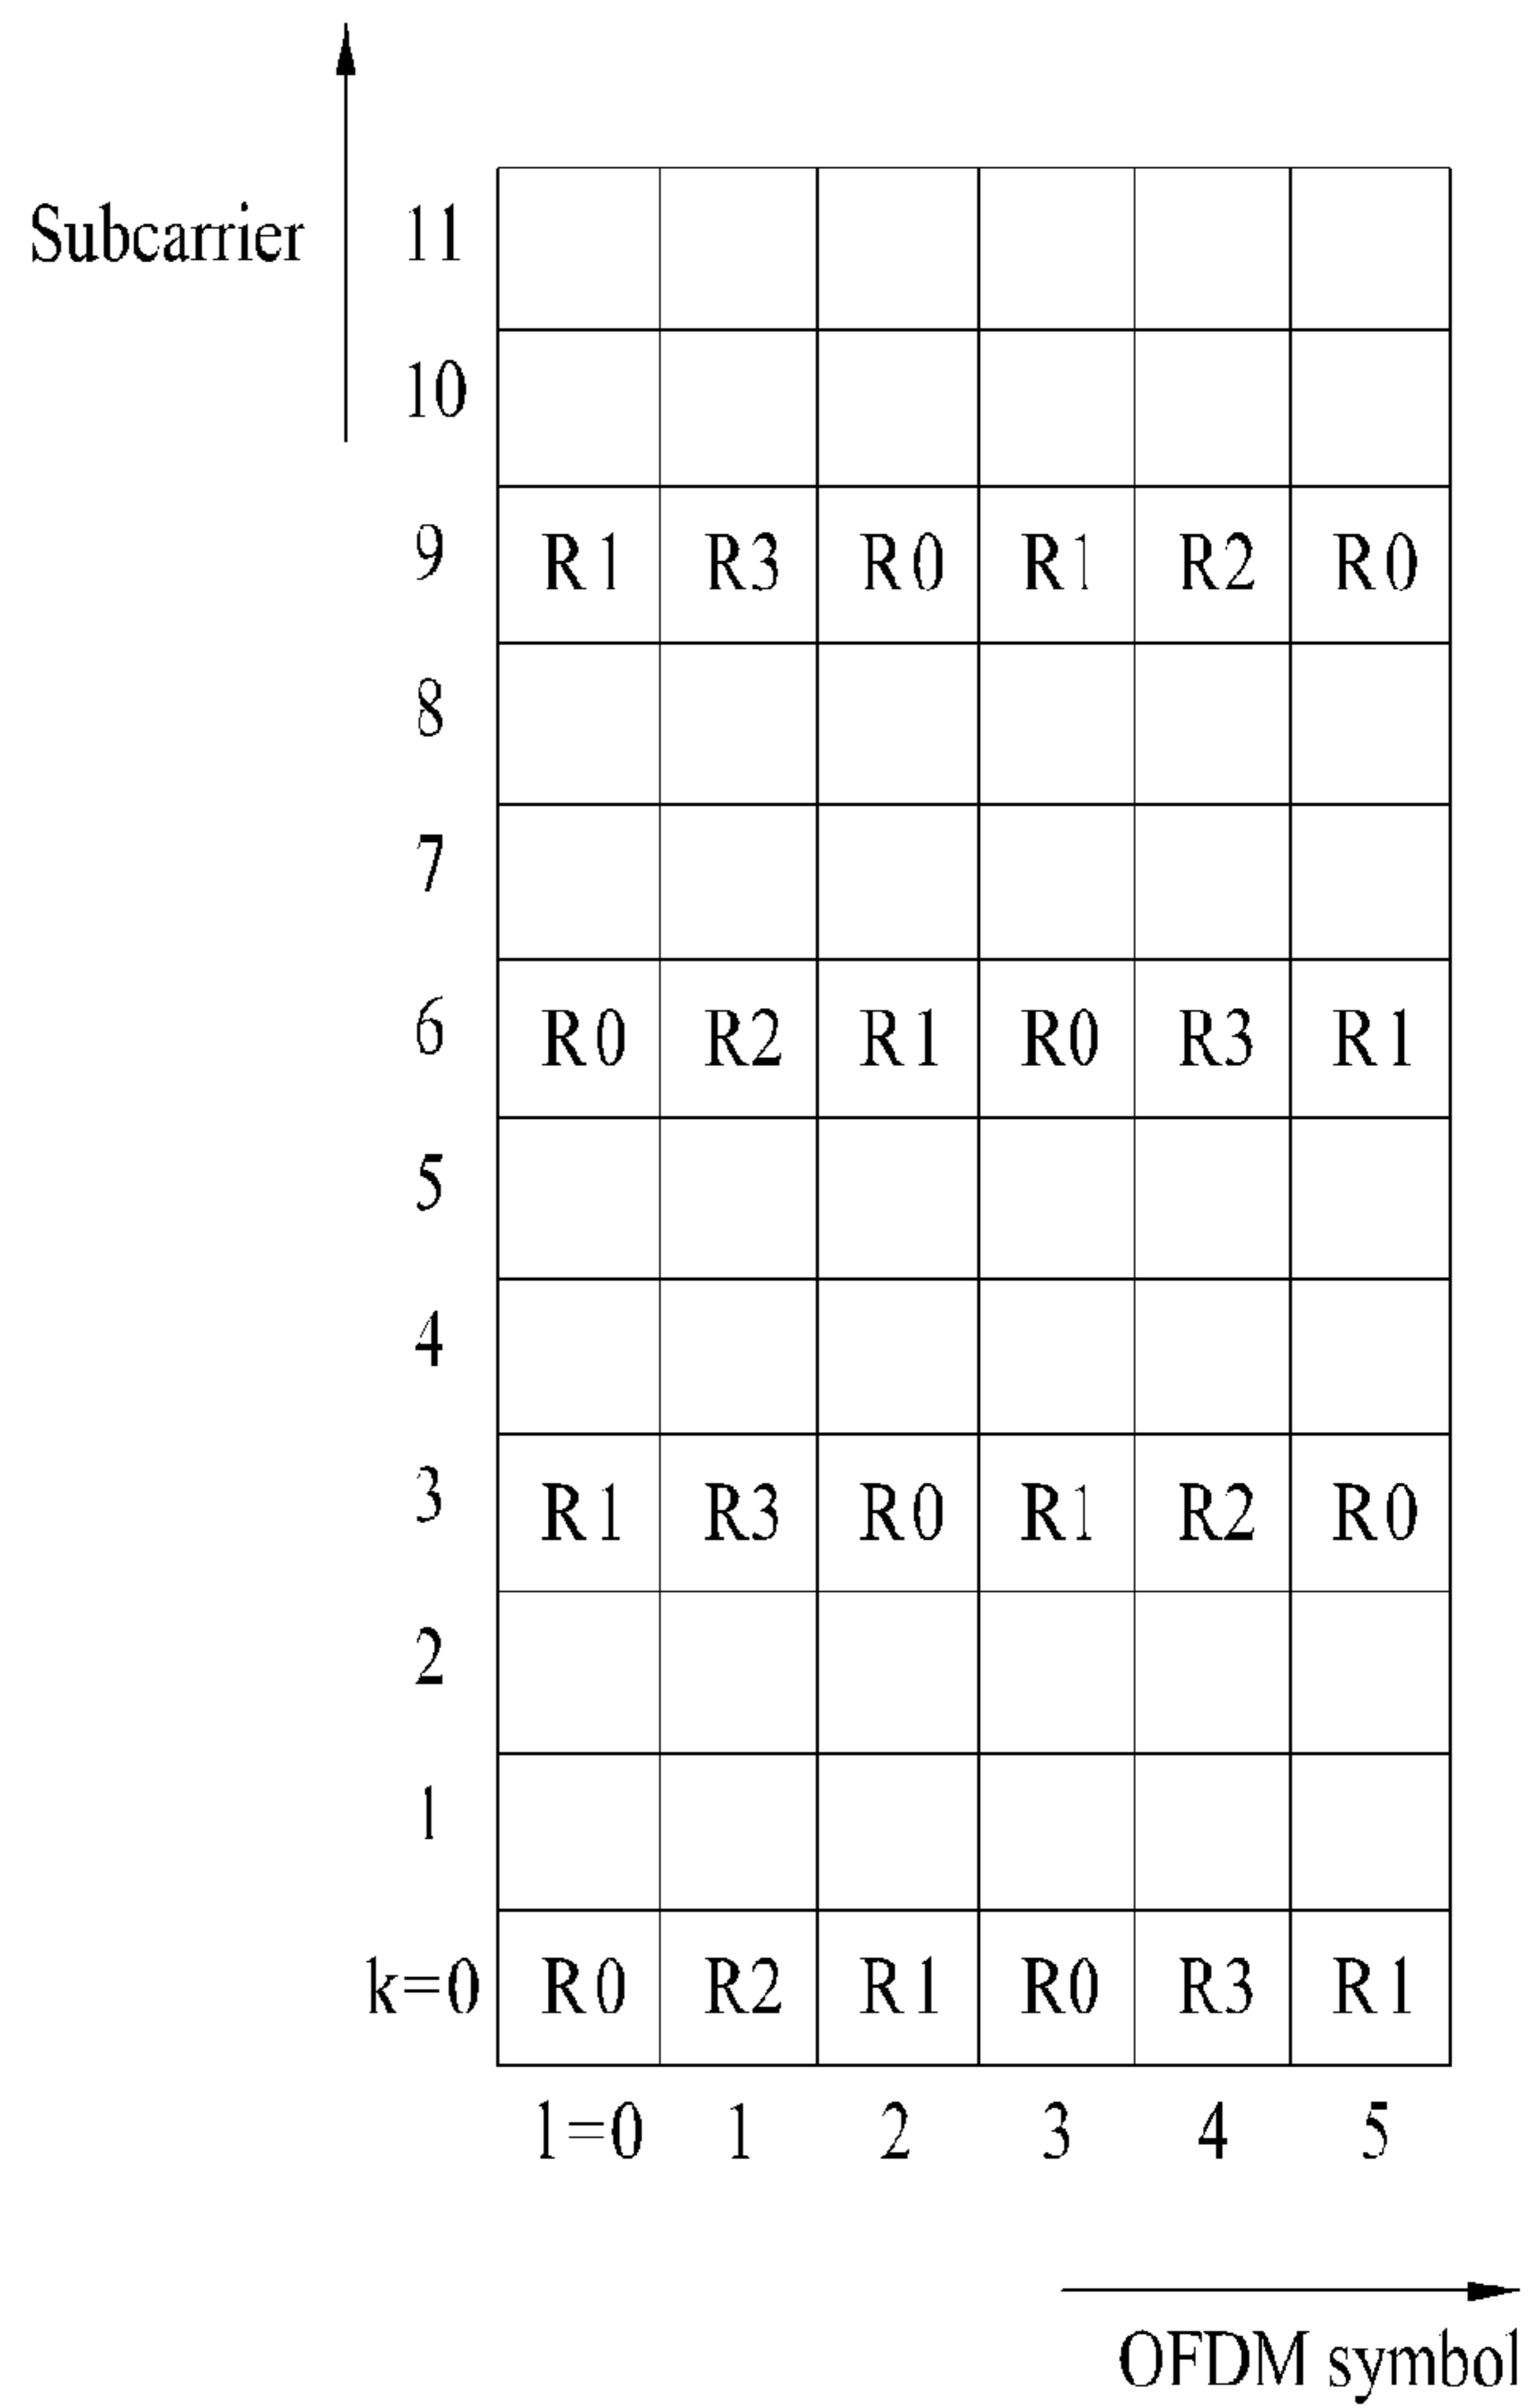 Subcarrier 11
10
9 R1 R3 R0 R1 R2 R0
8
7
6 R0 R2 R1 R0 R3 R1
5
4
3 R1 R3 R0 R1 R2 R0
2
1
k=0 R0 R2 R1 R0 R3 R1
l=0 1 2 3 4 5
OFDM symbol